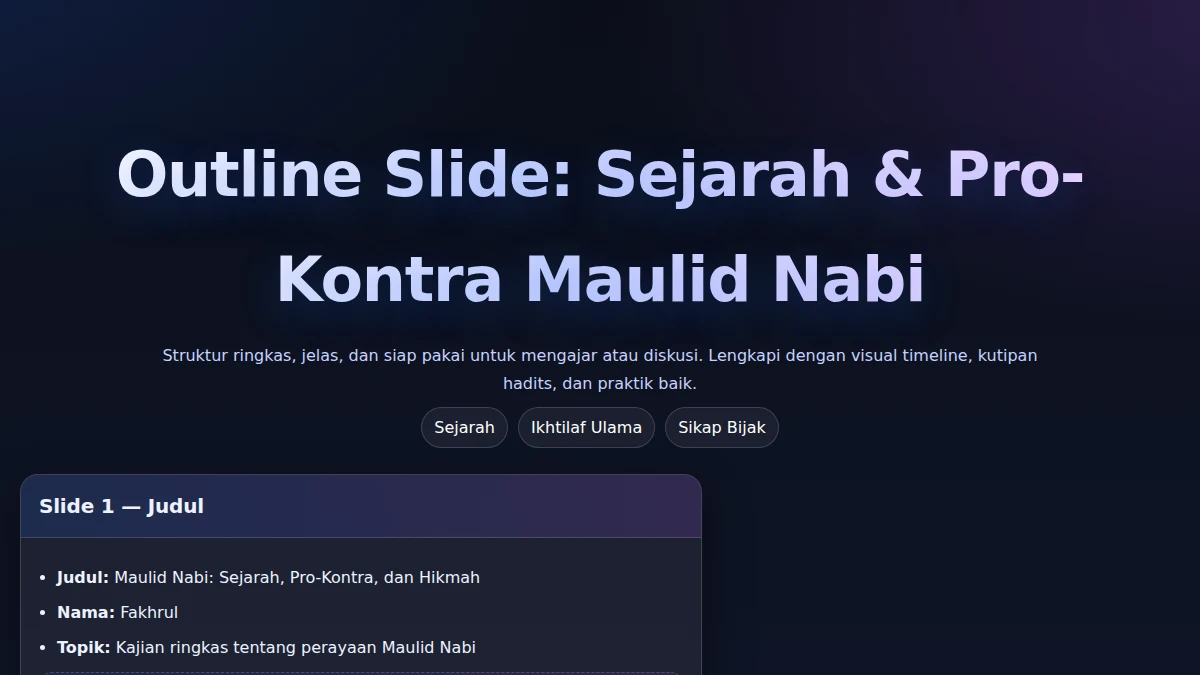 Outline Slide: Sejarah & Pro-
Kontra Maulid Nabi
Struktur ringkas, jelas, dan siap pakai untuk mengajar atau diskusi. Lengkapi dengan visual timeline, kutipan
hadits, dan praktik baik.
Sejarah
Ikhtilaf Ulama
Sikap Bijak
Slide 1 — Judul
• Judul: Maulid Nabi: Sejarah, Pro-Kontra, dan Hikmah
• Nama: Fakhrul
• Topik: Kajian ringkas tentang perayaan Maulid Nabi